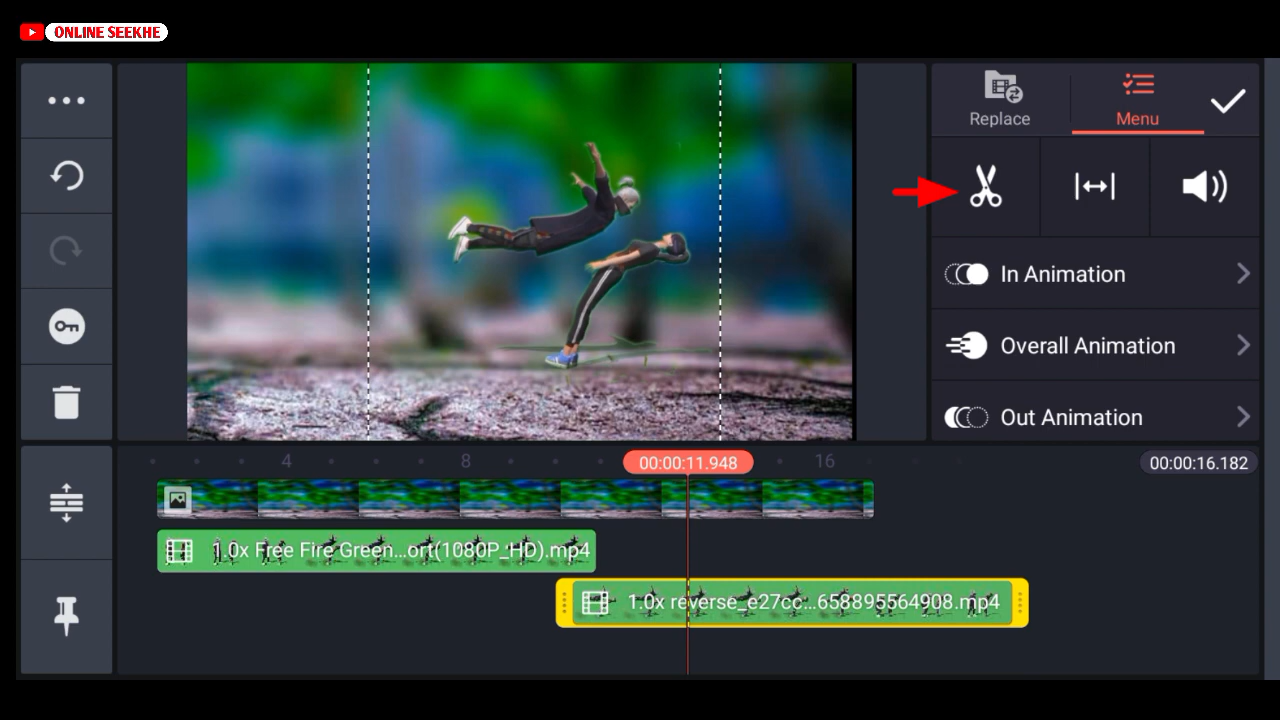 ONLINE SEEKHE
Replace
Menu
In Animation
Overall Animation
Out Animation
4
8
00:00:11.948
16
00:00:16.182
1.0x Free Fire Green...ort(1080P_HD).mp4
1.0x reverse_e27cc...658895564908.mp4